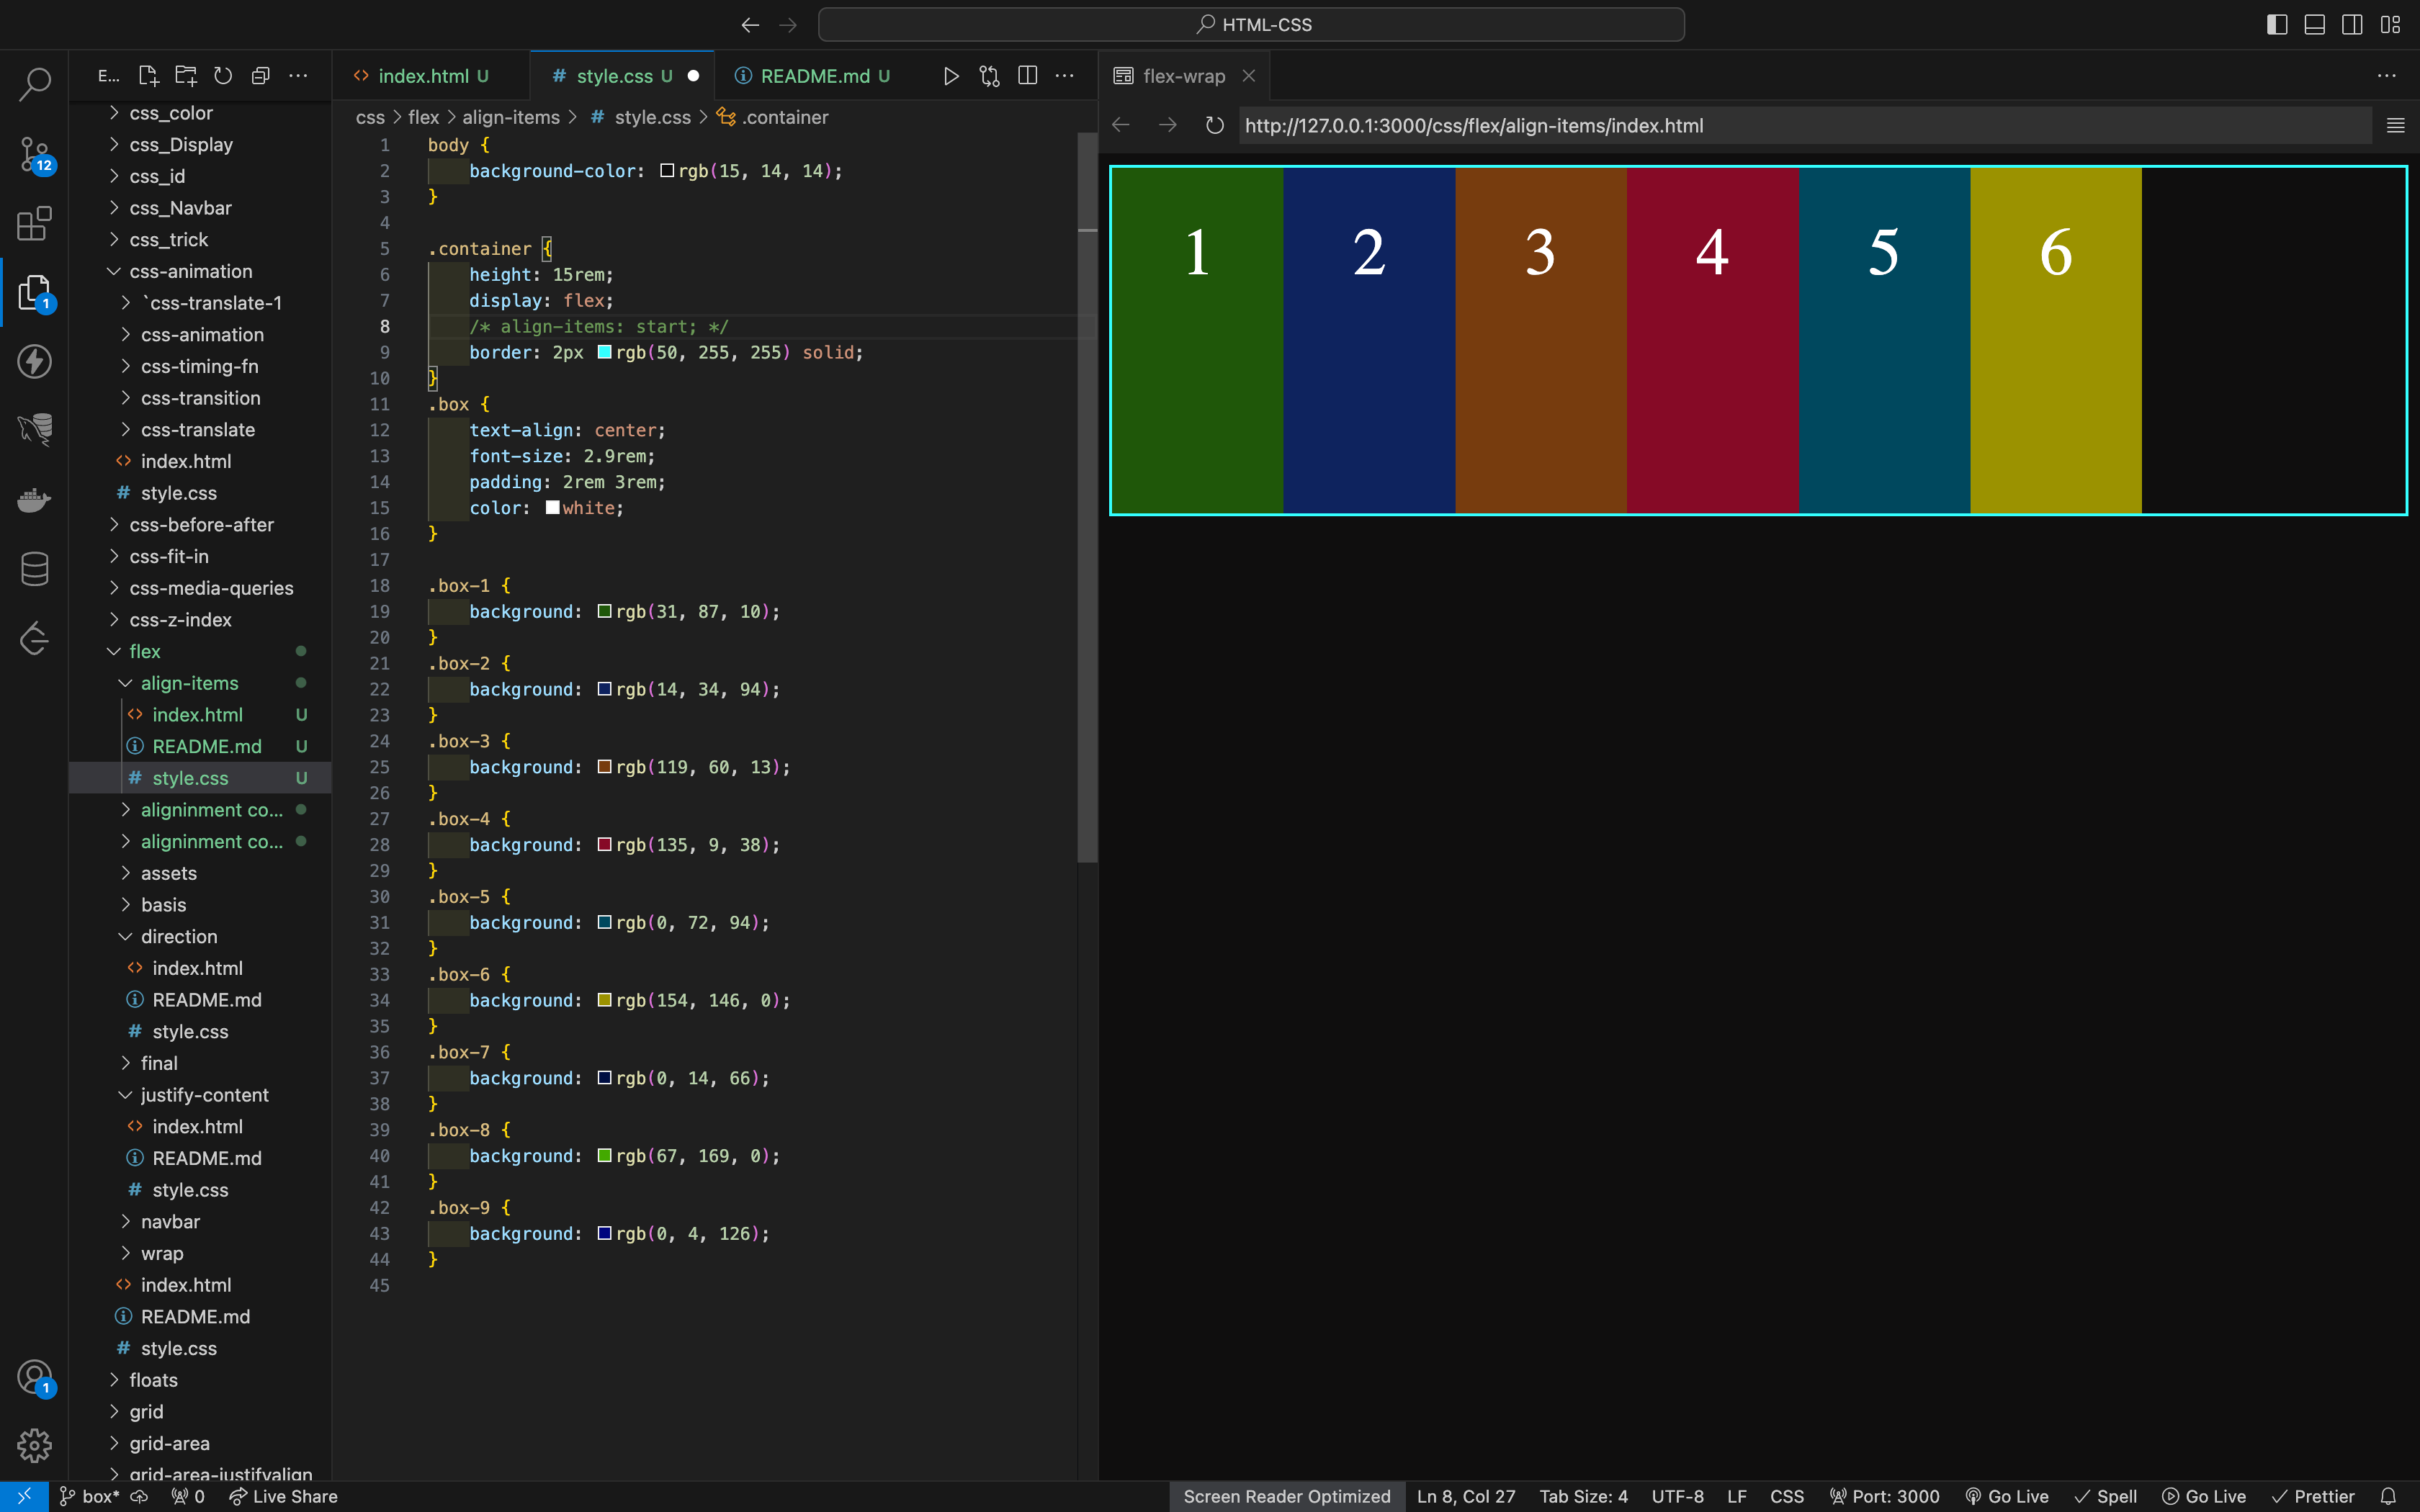 HTML-CSS
E...
index.html U
style.css U
README.md U
flex-wrap
css > flex > align-items > # style.css > .container
http://127.0.0.1:3000/css/flex/align-items/index.html
12
1
1
css_color
css_Display
css_id
css_Navbar
css_trick
css-animation
`css-translate-1
css-animation
css-timing-fn
css-transition
css-translate
index.html
# style.css
css-before-after
css-fit-in
css-media-queries
css-z-index
flex
align-items
index.html U
README.md U
# style.css U
aligninment co...
aligninment co...
assets
basis
direction
index.html
README.md
# style.css
final
justify-content
index.html
README.md
# style.css
navbar
wrap
index.html
README.md
# style.css
floats
grid
grid-area
grid-area-justifyalign
1 body {
2 background-color: rgb(15, 14, 14);
3 }
4
5 .container {
6 height: 15rem;
7 display: flex;
8 /* align-items: start; */
9 border: 2px rgb(50, 255, 255) solid;
10 }
11 .box {
12 text-align: center;
13 font-size: 2.9rem;
14 padding: 2rem 3rem;
15 color: white;
16 }
17
18 .box-1 {
19 background: rgb(31, 87, 10);
20 }
21 .box-2 {
22 background: rgb(14, 34, 94);
23 }
24 .box-3 {
25 background: rgb(119, 60, 13);
26 }
27 .box-4 {
28 background: rgb(135, 9, 38);
29 }
30 .box-5 {
31 background: rgb(0, 72, 94);
32 }
33 .box-6 {
34 background: rgb(154, 146, 0);
35 }
36 .box-7 {
37 background: rgb(0, 14, 66);
38 }
39 .box-8 {
40 background: rgb(67, 169, 0);
41 }
42 .box-9 {
43 background: rgb(0, 4, 126);
44 }
45
1 2 3 4 5 6
box* 0 Live Share
Screen Reader Optimized Ln 8, Col 27 Tab Size: 4 UTF-8 LF CSS Port: 3000 Go Live Spell Go Live Prettier